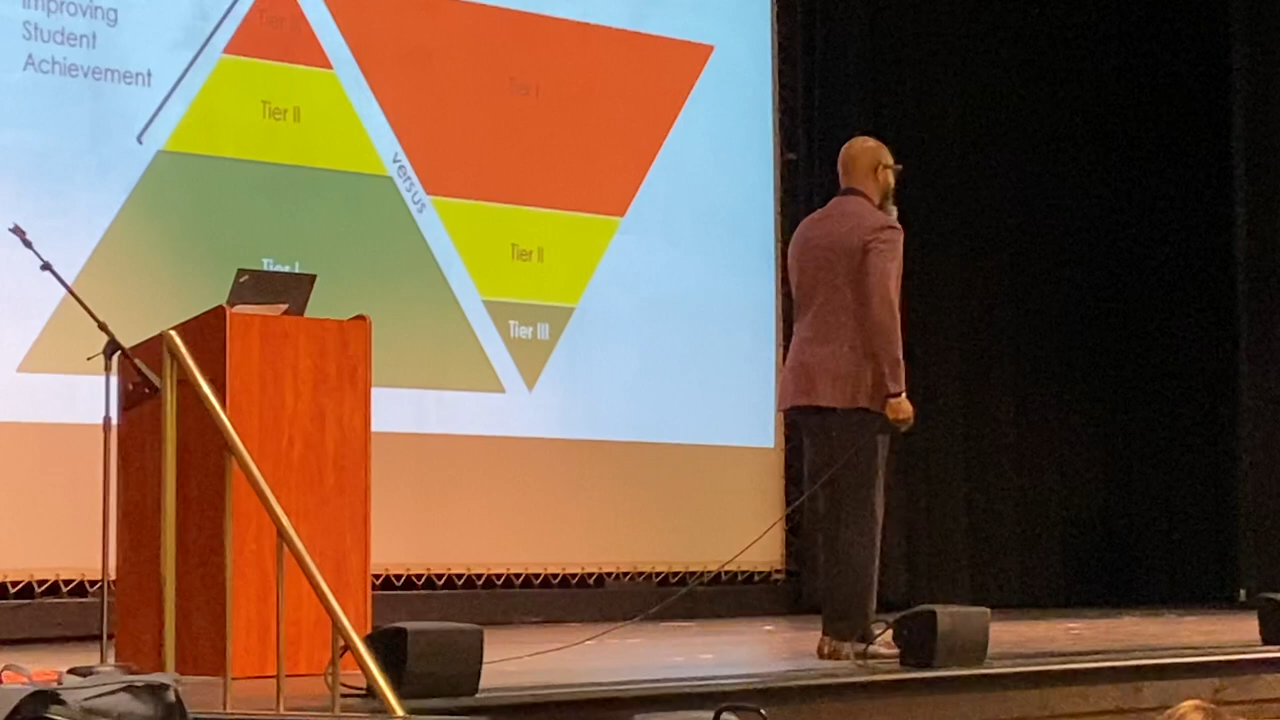 Improving
Student
Achievement
Tier II
Tier I
versus
Tier I
Tier II
Tier III